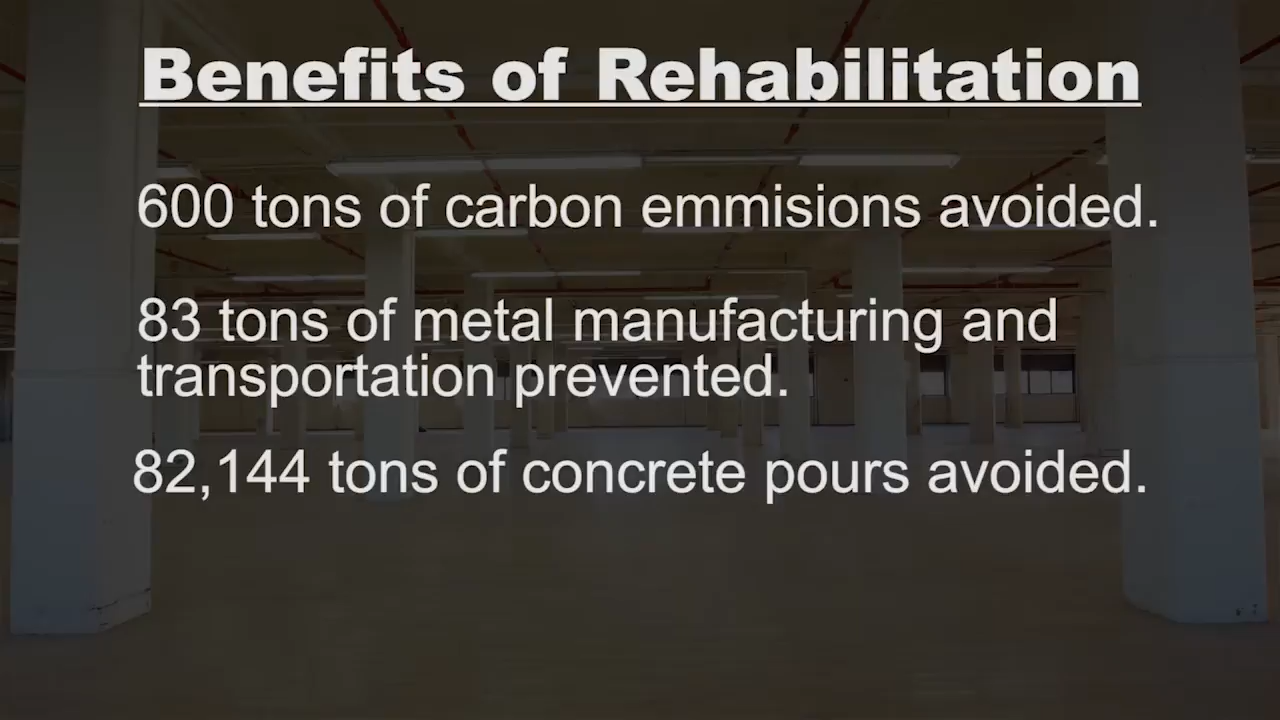 Benefits of Rehabilitation
600 tons of carbon emmisions avoided.
83 tons of metal manufacturing and
transportation prevented.
82,144 tons of concrete pours avoided.